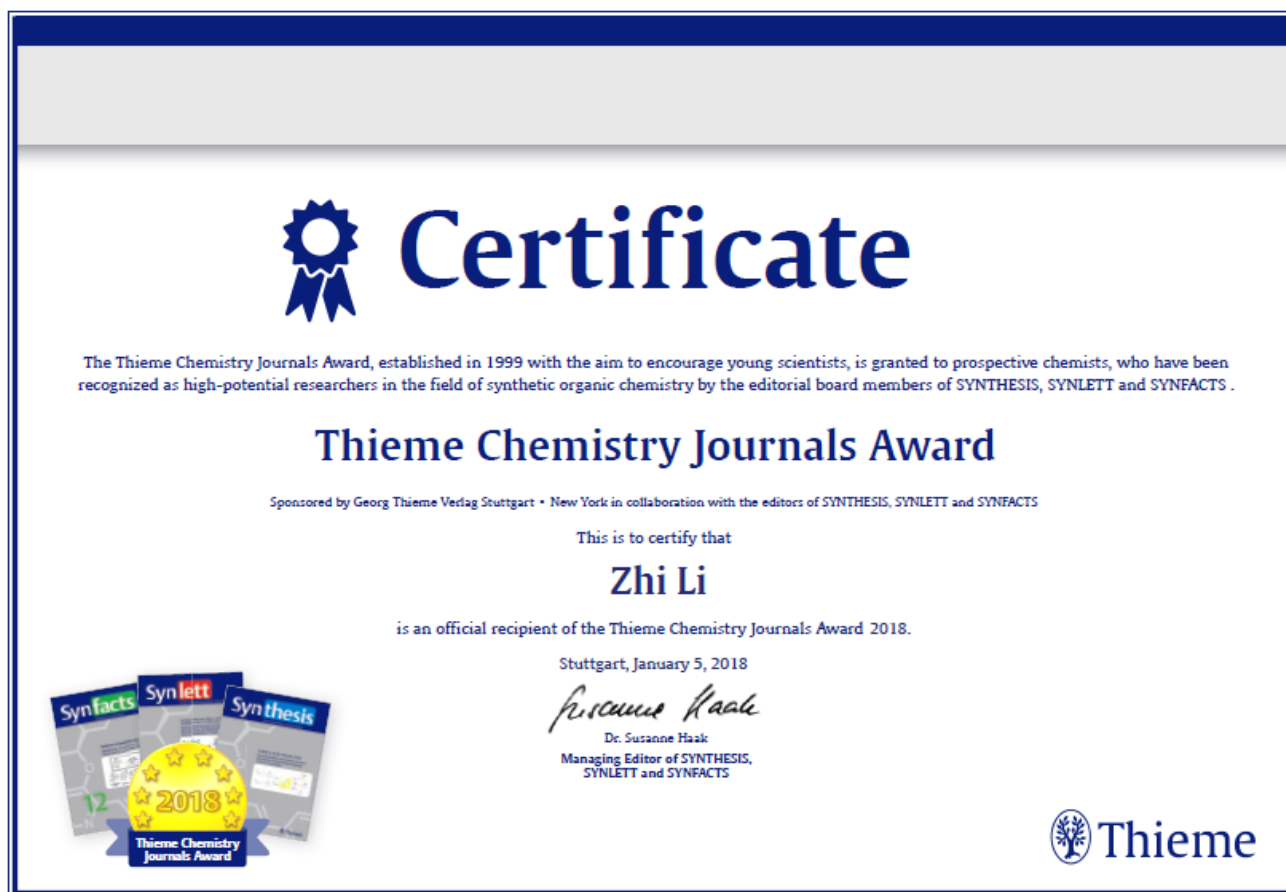 Certificate
The Thieme Chemistry Journals Award, established in 1999 with the aim to encourage young scientists, is granted to prospective chemists, who have been
recognized as high-potential researchers in the field of synthetic organic chemistry by the editorial board members of SYNTHESIS, SYNLETT and SYNFACTS .
Thieme Chemistry Journals Award
Sponsored by Georg Thieme Verlag Stuttgart • New York in collaboration with the editors of SYNTHESIS, SYNLETT and SYNFACTS
This is to certify that
Zhi Li
is an official recipient of the Thieme Chemistry Journals Award 2018.
Stuttgart, January 5, 2018
Susanne Haak
Dr. Susanne Haak
Managing Editor of SYNTHESIS,
SYNLETT and SYNFACTS
Synfacts
Synlett
Synthesis
12
2018
Thieme Chemistry
Journals Award
Thieme